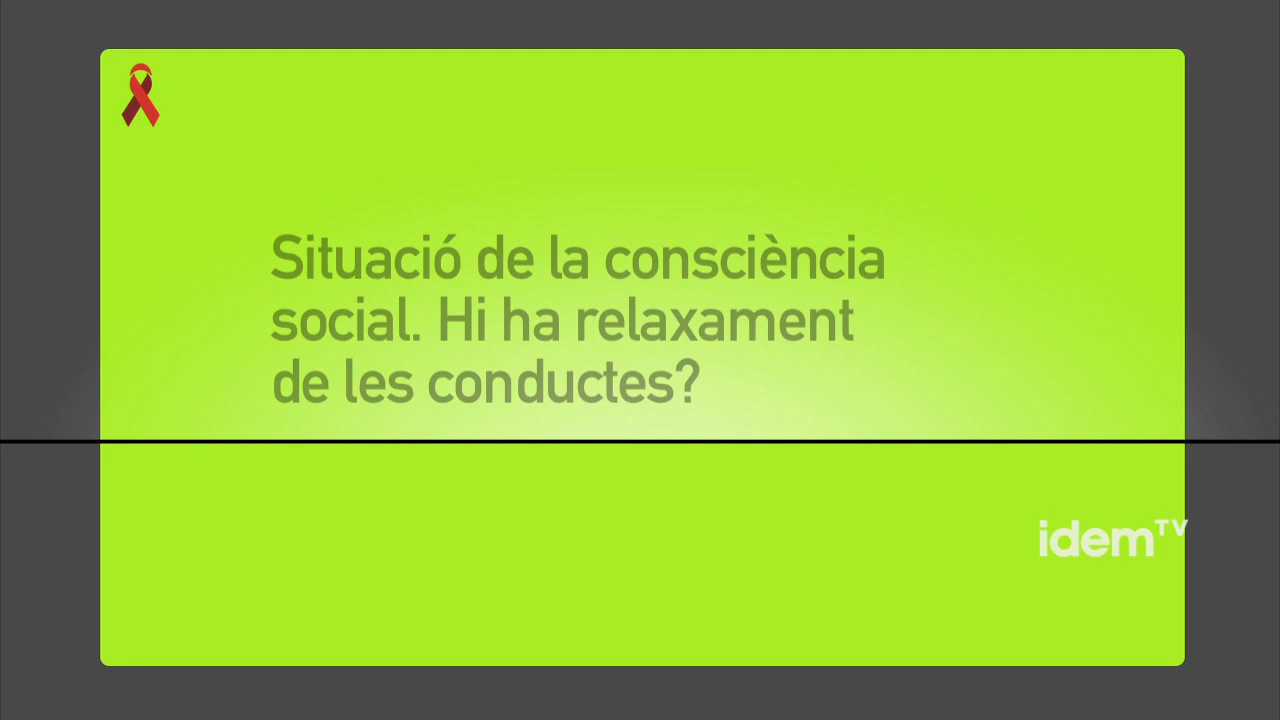 Situació de la consciència
social. Hi ha relaxament
de les conductes?
idemTV